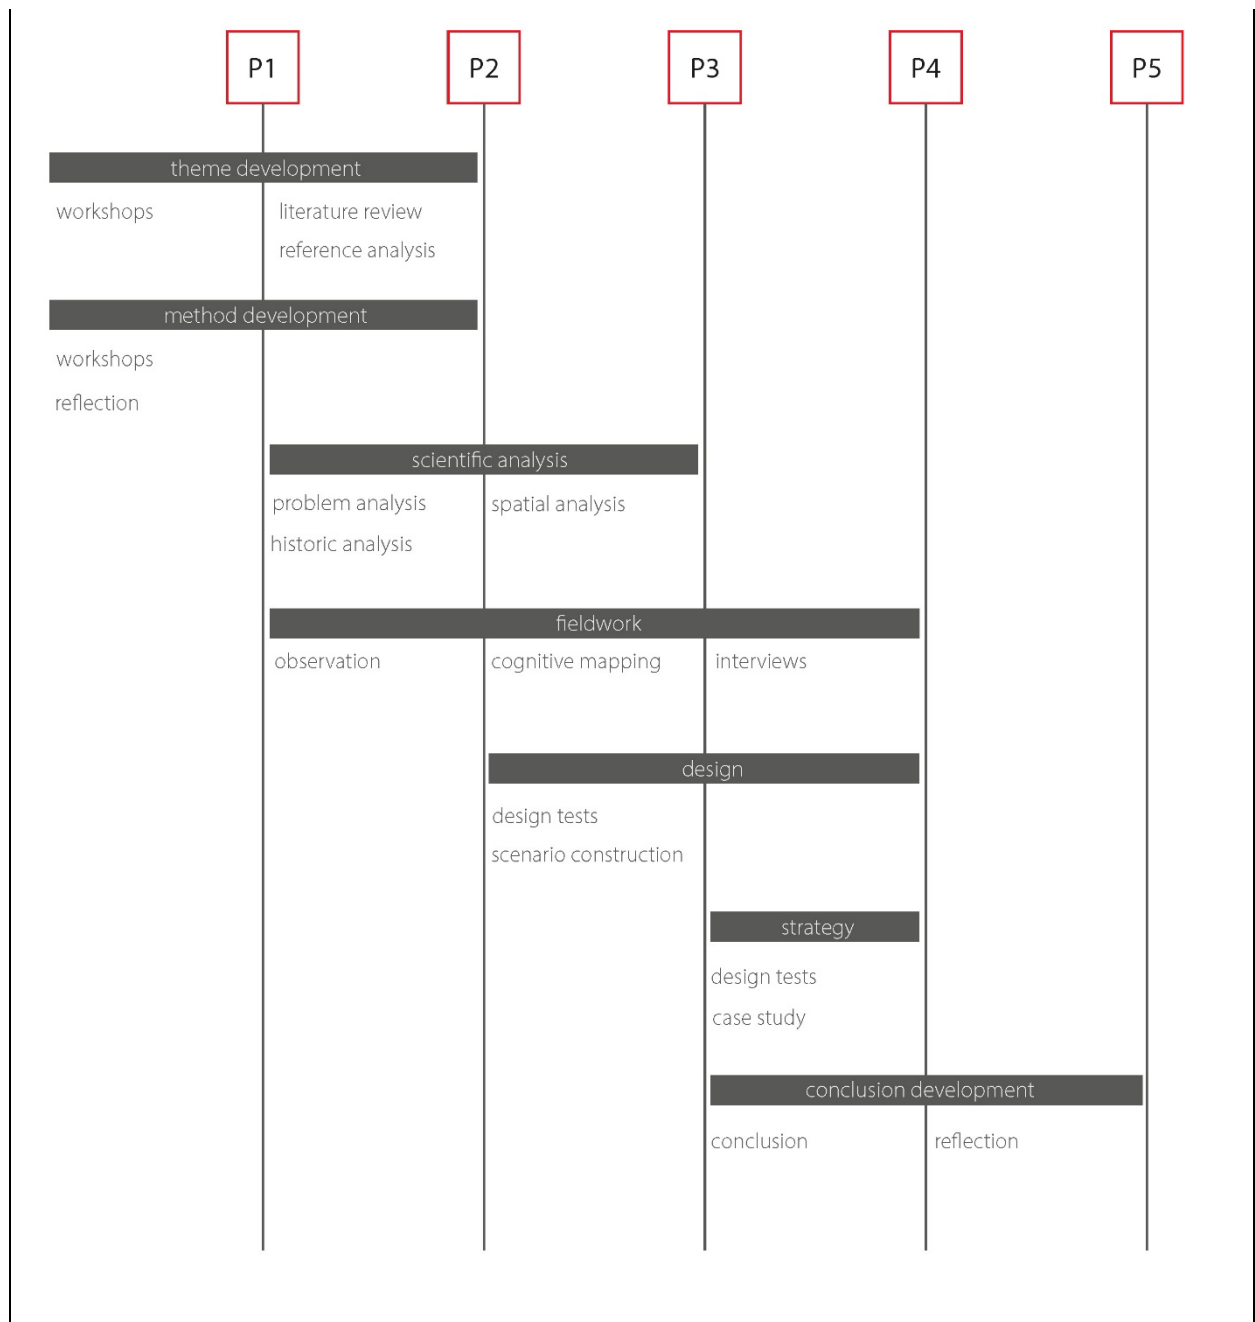 P1 P2 P3 P4 P5
theme development
workshops literature review
reference analysis
method development
workshops
reflection
scientific analysis
problem analysis spatial analysis
historic analysis
fieldwork
observation cognitive mapping interviews
design
design tests
scenario construction
strategy
design tests
case study
conclusion development
conclusion reflection